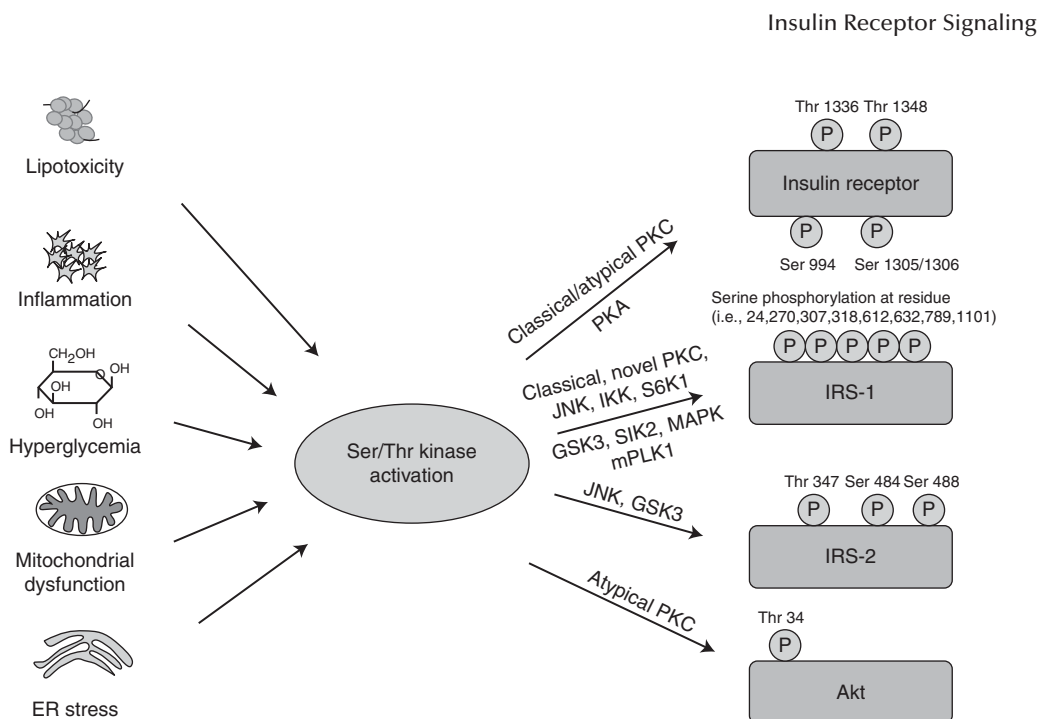 Insulin Receptor Signaling
Lipotoxicity
Inflammation
CH2OH
O
OH
OH
OH
OH
Hyperglycemia
Mitochondrial
dysfunction
ER stress
Ser/Thr kinase
activation
Classical/atypical PKC
PKA
Classical, novel PKC,
JNK, IKK, S6K1
GSK3, SIK2, MAPK
mPLK1
JNK, GSK3
Atypical PKC
Thr 1336 Thr 1348
P P
Insulin receptor
P P
Ser 994 Ser 1305/1306
Serine phosphorylation at residue
(i.e., 24,270,307,318,612,632,789,1101)
P P P P P
IRS-1
Thr 347 Ser 484 Ser 488
P P P
IRS-2
Thr 34
P
Akt